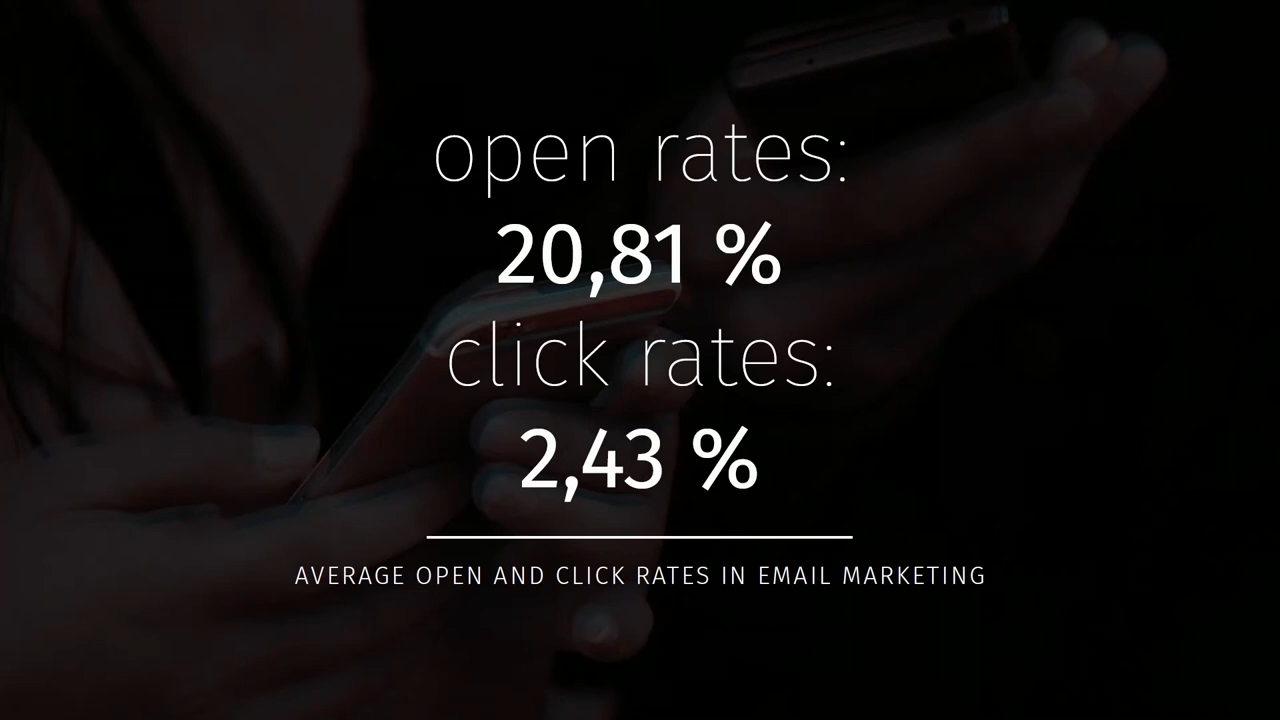 open rates:
20,81 %
click rates:
2,43 %
AVERAGE OPEN AND CLICK RATES IN EMAIL MARKETING